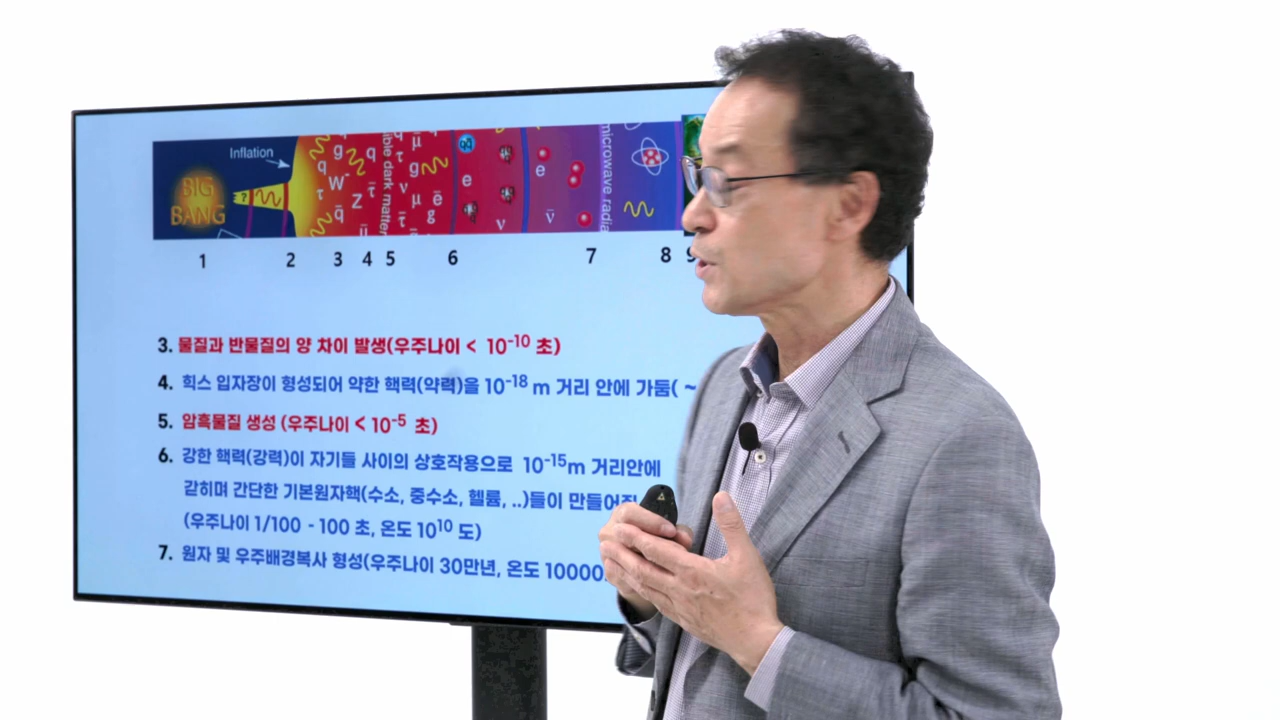 BIG
BANG
Inflation
?
g
q
τ
W⁻
q̄
q
τ̄
Z
ible dark matter
μ̄
τ
g
ν
μ
ē
τ̄
g̅
e
ν
e
ν̄
microwave radia
1 2 3 4 5 6 7 8 9
3. 물질과 반물질의 양 차이 발생(우주나이 < 10⁻¹⁰ 초)
4. 힉스 입자장이 형성되어 약한 핵력(약력)을 10⁻¹⁸ m 거리 안에 가둠( ~
5. 암흑물질 생성 (우주나이 < 10⁻⁵ 초)
6. 강한 핵력(강력)이 자기들 사이의 상호작용으로 10⁻¹⁵m 거리안에
갇히며 간단한 기본원자핵(수소, 중수소, 헬륨, ..)들이 만들어
(우주나이 1/100 - 100 초, 온도 10¹⁰ 도)
7. 원자 및 우주배경복사 형성(우주나이 30만년, 온도 10000